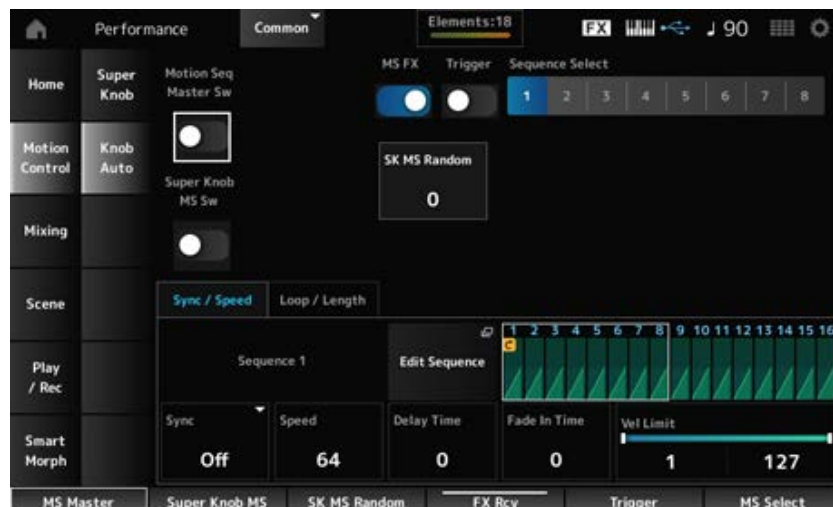 Performance
Common
Elements:18
FX
90
Home
Super
Knob
Motion Seq
Master Sw
MS FX
Trigger
Sequence Select
1 2 3 4 5 6 7 8
Motion
Control
Knob
Auto
Super Knob
MS Sw
SK MS Random
0
Mixing
Scene
Sync / Speed
Loop / Length
Play
/ Rec
Sequence 1
Edit Sequence
1 2 3 4 5 6 7 8 9 10 11 12 13 14 15 16
C
Smart
Morph
Sync
Off
Speed
64
Delay Time
0
Fade In Time
0
Vel Limit
1 127
MS Master
Super Knob MS
SK MS Random
FX Rcv
Trigger
MS Select